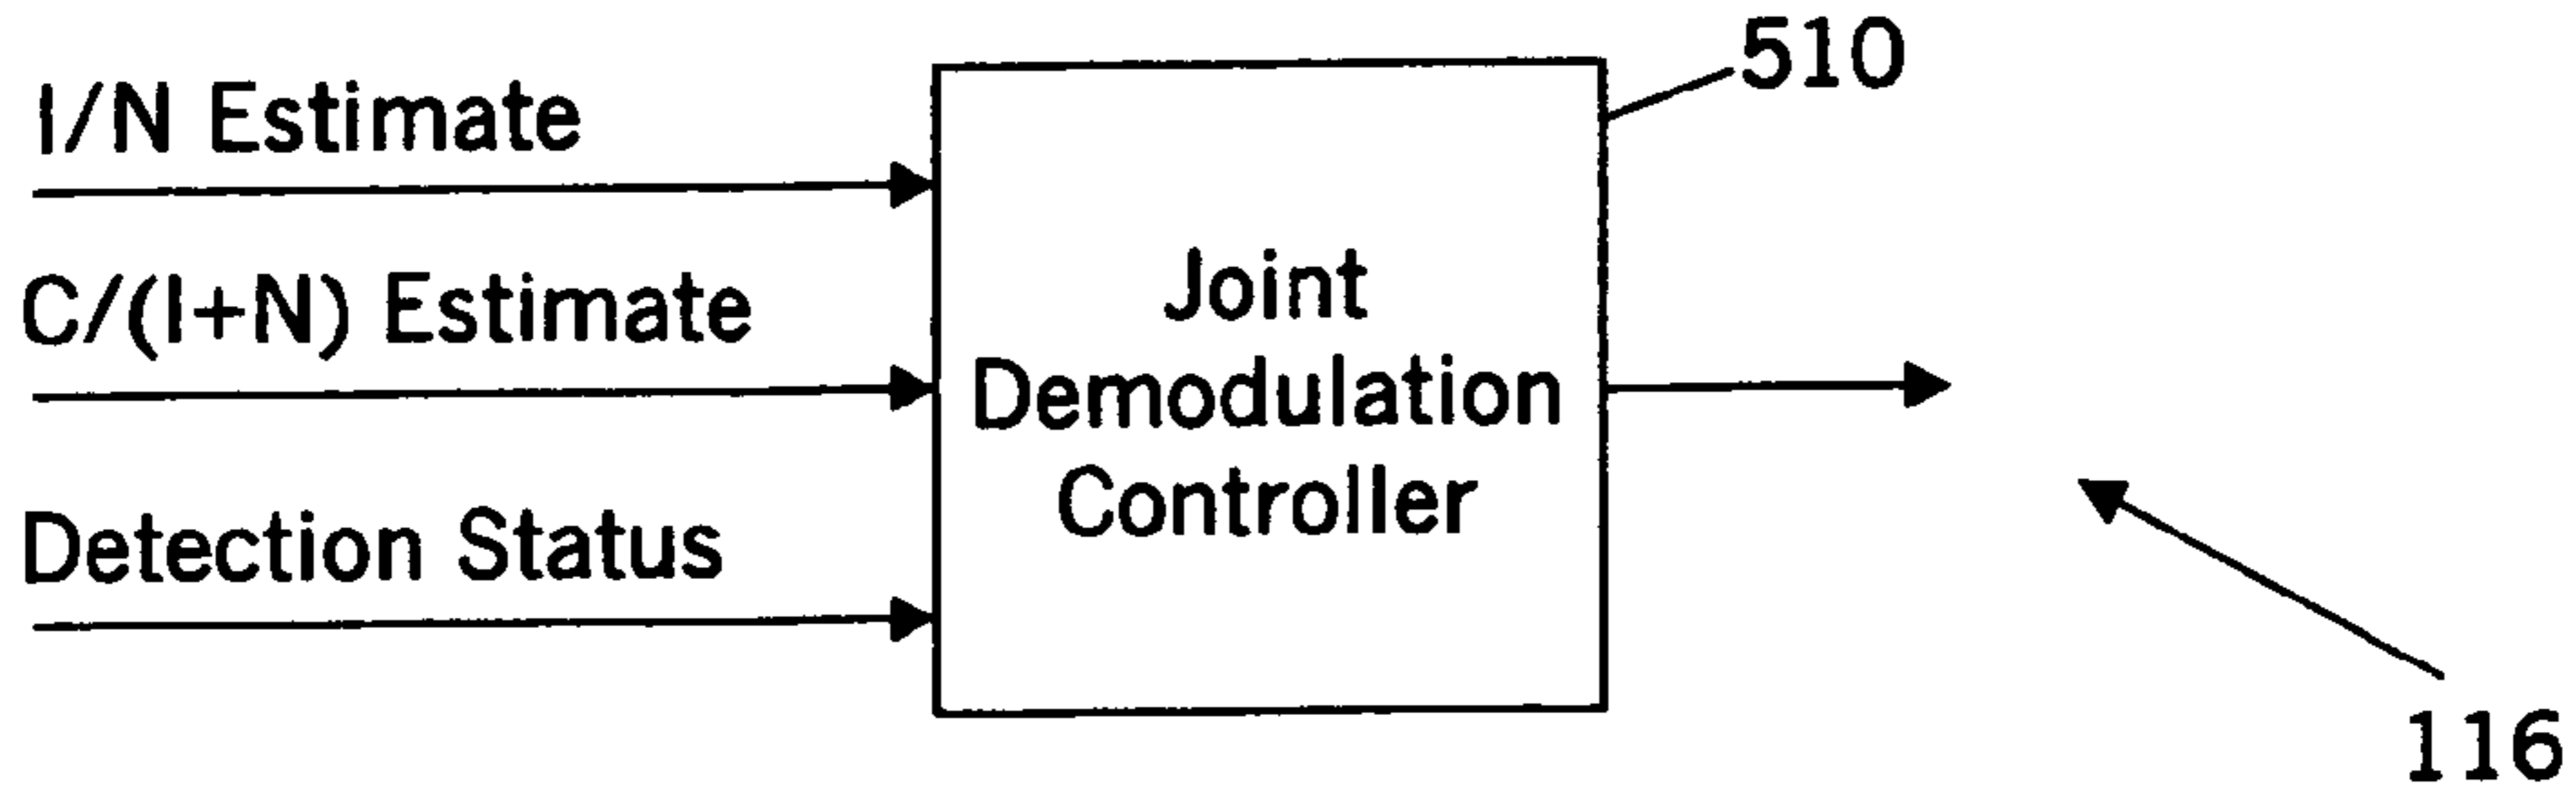 510
I/N Estimate
C/(I+N) Estimate
Detection Status
Joint
Demodulation
Controller
116